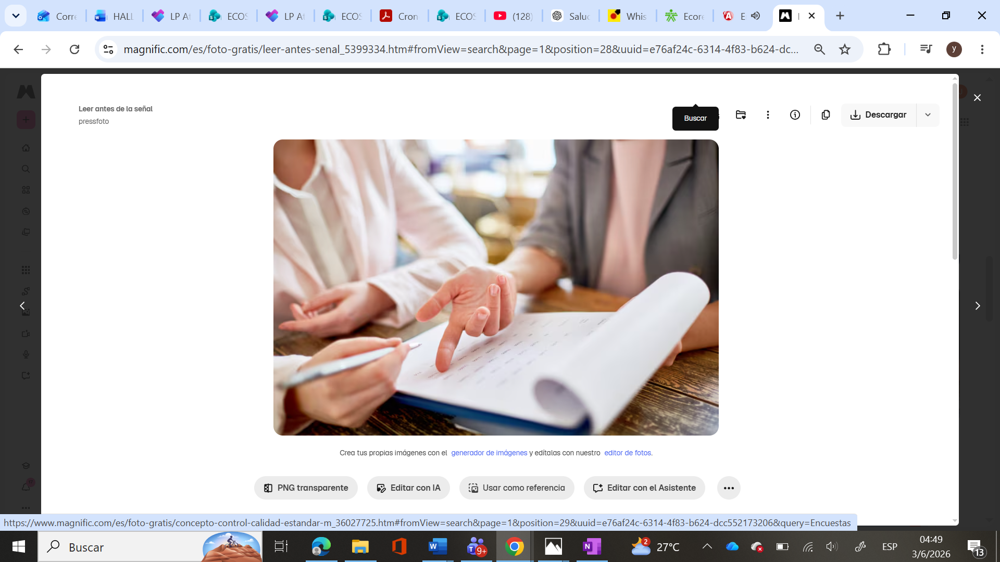 Corre
HALL
LP At
ECOS
LP At
ECOS
Cron
ECOS
(128)
Saluc
Whis
Ecore
magnific.com/es/foto-gratis/leer-antes-senal_5399334.htm#fromView=search&page=1&position=28&uuid=e76af24c-6314-4f83-b624-dc...
y
Leer antes de la señal
pressfoto
Buscar
Descargar
Crea tus propias imágenes con el generador de imágenes y edítalas con nuestro editor de fotos.
PNG transparente
Editar con IA
Usar como referencia
Editar con el Asistente
https://www.magnific.com/es/foto-gratis/concepto-control-calidad-estandar-m_36027725.htm#fromView=search&page=1&position=29&uuid=e76af24c-6314-4f83-b624-dcc552173206&query=Encuestas
Buscar
9+
2
27°C
ESP
04:49
3/6/2026
13